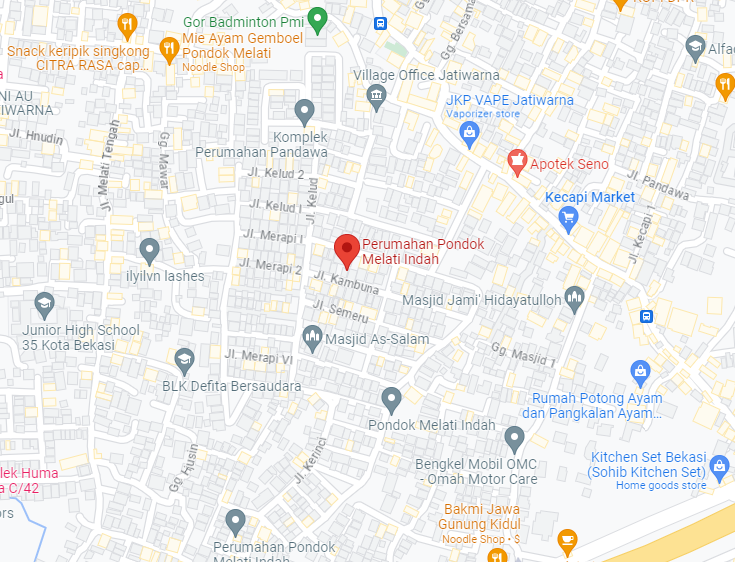 Gor Badminton Pmi
Mie Ayam Gemboel
Pondok Melati
Noodle Shop
Snack keripik singkong
CITRA RASA cap...
Gg. Bersama
Alfa
Village Office Jatiwarna
NI AU
TIWARNA
JKP VAPE Jatiwarna
Vaporizer store
Jl. Hnudin
Jl. Melati Tengah
Gg. Mawar
Komplek
Perumahan Pandawa
Apotek Seno
Jl. Kelud 2
Jl. Kelud
Jl. Pandawa
Kecapi Market
Jl. Kelud I
Jl. Kecapi 1
gul
Jl. Merapi I
Perumahan Pondok
Melati Indah
Jl. Merapi 2
ilyilvn lashes
Jl. Kambuna
Masjid Jami' Hidayatulloh
Jl. Semeru
Junior High School
35 Kota Bekasi
Masjid As-Salam
Gg. Masjid 1
Jl. Merapi VI
BLK Defita Bersaudara
Rumah Potong Ayam
dan Pangkalan Ayam...
Pondok Melati Indah
Gg. Husin
Jl. Kerinci
Bengkel Mobil OMC
- Omah Motor Care
Kitchen Set Bekasi
(Sohib Kitchen Set)
Home goods store
lek Huma
a C/42
ors
Bakmi Jawa
Gunung Kidul
Noodle Shop • $
Perumahan Pondok
Melati Indah